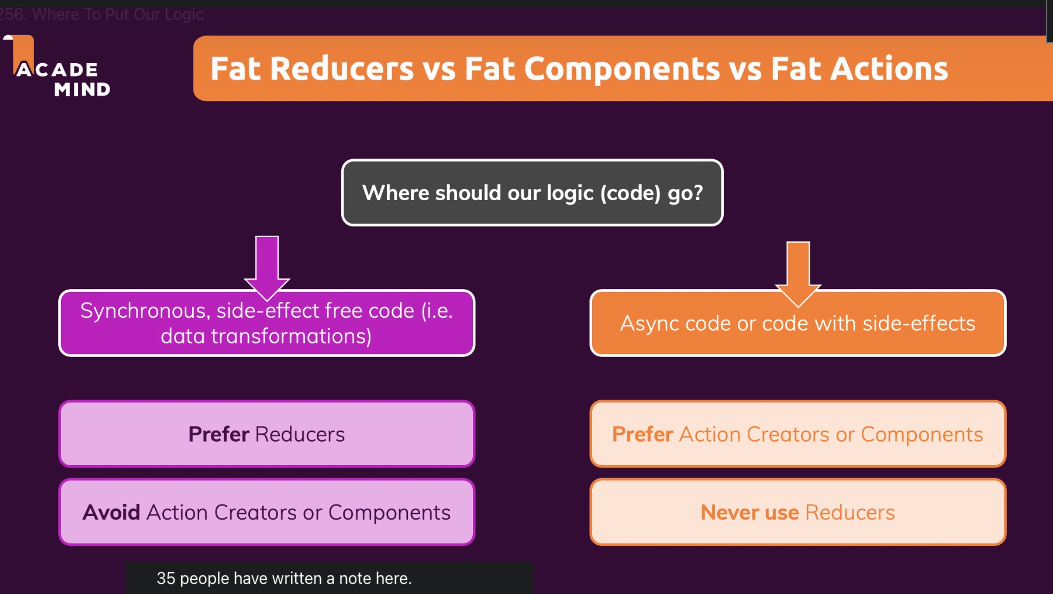 256. Where To Put Our Logic
ACADE
MIND
Fat Reducers vs Fat Components vs Fat Actions
Where should our logic (code) go?
Synchronous, side-effect free code (i.e.
data transformations)
Prefer Reducers
Avoid Action Creators or Components
Async code or code with side-effects
Prefer Action Creators or Components
Never use Reducers
35 people have written a note here.